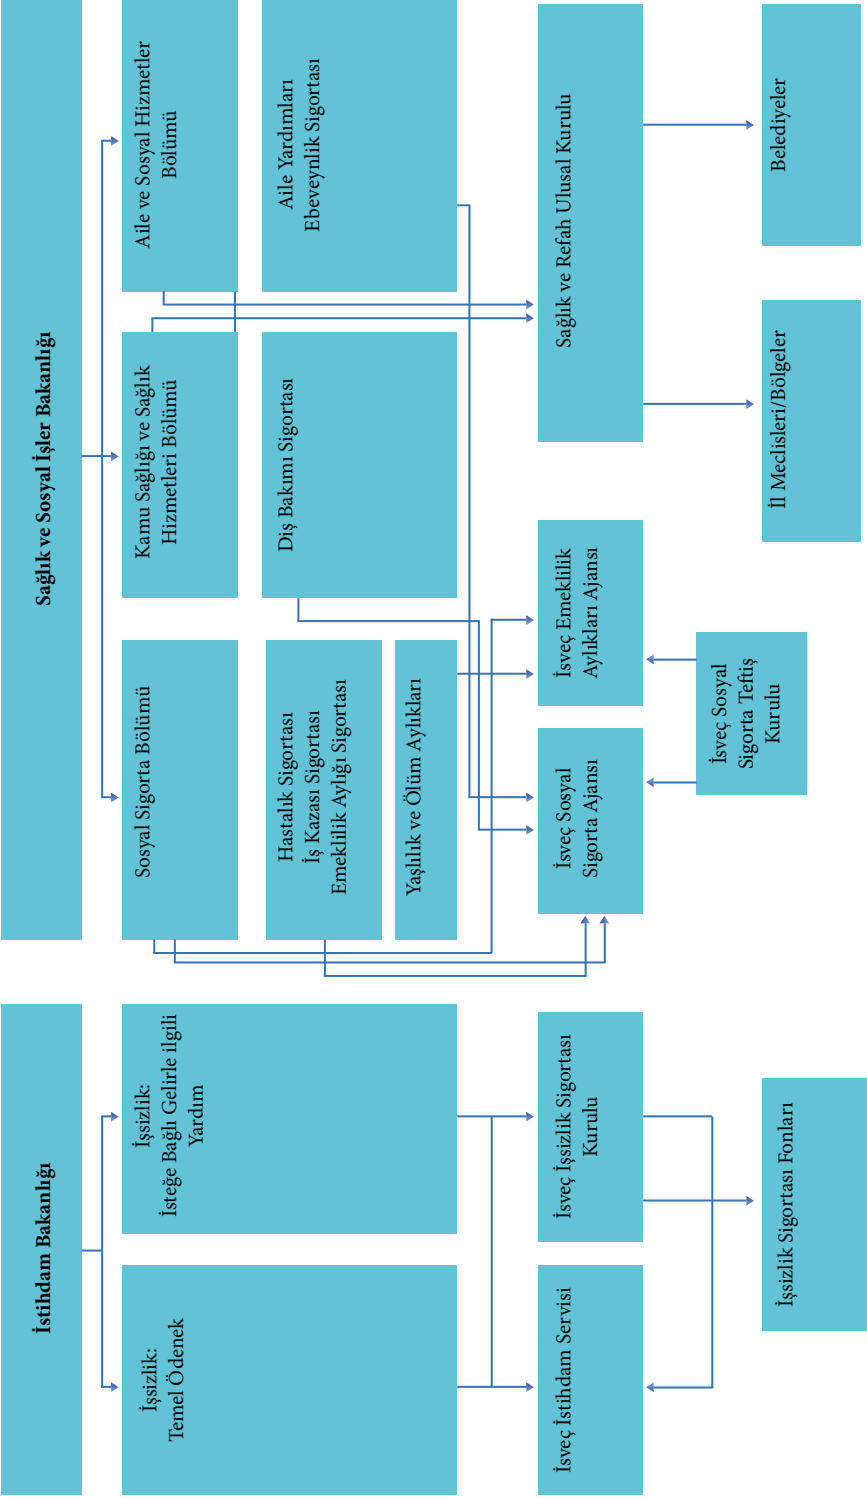 İstihdam Bakanlığı
Sağlık ve Sosyal İşler Bakanlığı
İşsizlik:
Temel Ödenek
İşsizlik:
İsteğe Bağlı Gelirle ilgili
Yardım
Sosyal Sigorta Bölümü
Kamu Sağlığı ve Sağlık
Hizmetleri Bölümü
Aile ve Sosyal Hizmetler
Bölümü
Hastalık Sigortası
İş Kazası Sigortası
Emeklilik Aylığı Sigortası
Yaşlılık ve Ölüm Aylıkları
Diş Bakımı Sigortası
Aile Yardımları
Ebeveynlik Sigortası
İsveç İstihdam Servisi
İsveç İşsizlik Sigortası
Kurulu
İsveç Sosyal
Sigorta Ajansı
İsveç Emeklilik
Aylıkları Ajansı
Sağlık ve Refah Ulusal Kurulu
İşsizlik Sigortası Fonları
İsveç Sosyal
Sigorta Teftiş
Kurulu
İl Meclisleri/Bölgeler
Belediyeler